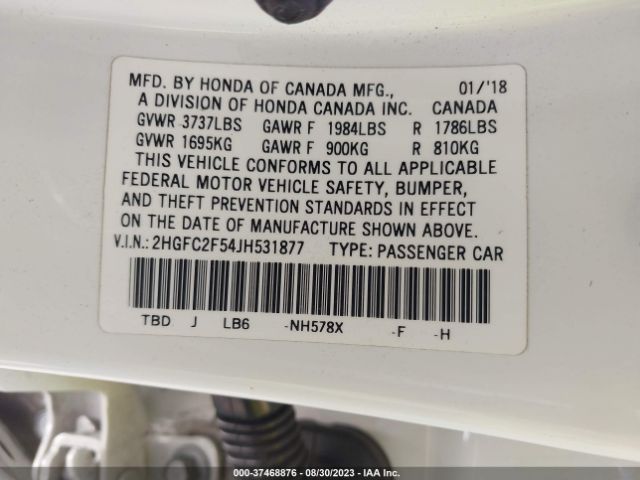 MFD. BY HONDA OF CANADA MFG., 01/'18
A DIVISION OF HONDA CANADA INC. CANADA
GVWR 3737LBS GAWR F 1984LBS R 1786LBS
GVWR 1695KG GAWR F 900KG R 810KG
THIS VEHICLE CONFORMS TO ALL APPLICABLE
FEDERAL MOTOR VEHICLE SAFETY, BUMPER,
AND THEFT PREVENTION STANDARDS IN EFFECT
ON THE DATE OF MANUFACTURE SHOWN ABOVE.
V.I.N.: 2HGFC2F54JH531877 TYPE: PASSENGER CAR
TBD J LB6 -NH578X -F -H
000-37468876 - 08/30/2023 - IAA Inc.